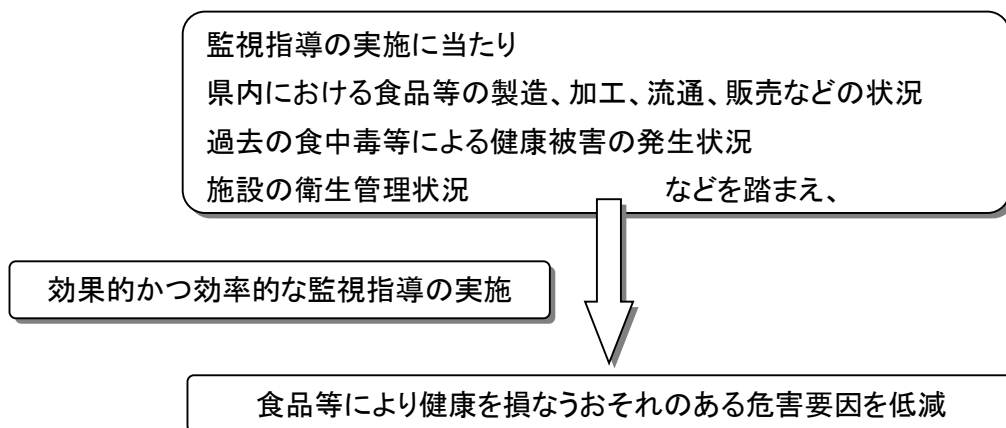 監視指導の実施に当たり
県内における食品等の製造、加工、流通、販売などの状況
過去の食中毒等による健康被害の発生状況
施設の衛生管理状況　　　　　　　などを踏まえ、
効果的かつ効率的な監視指導の実施
食品等により健康を損なうおそれのある危害要因を低減